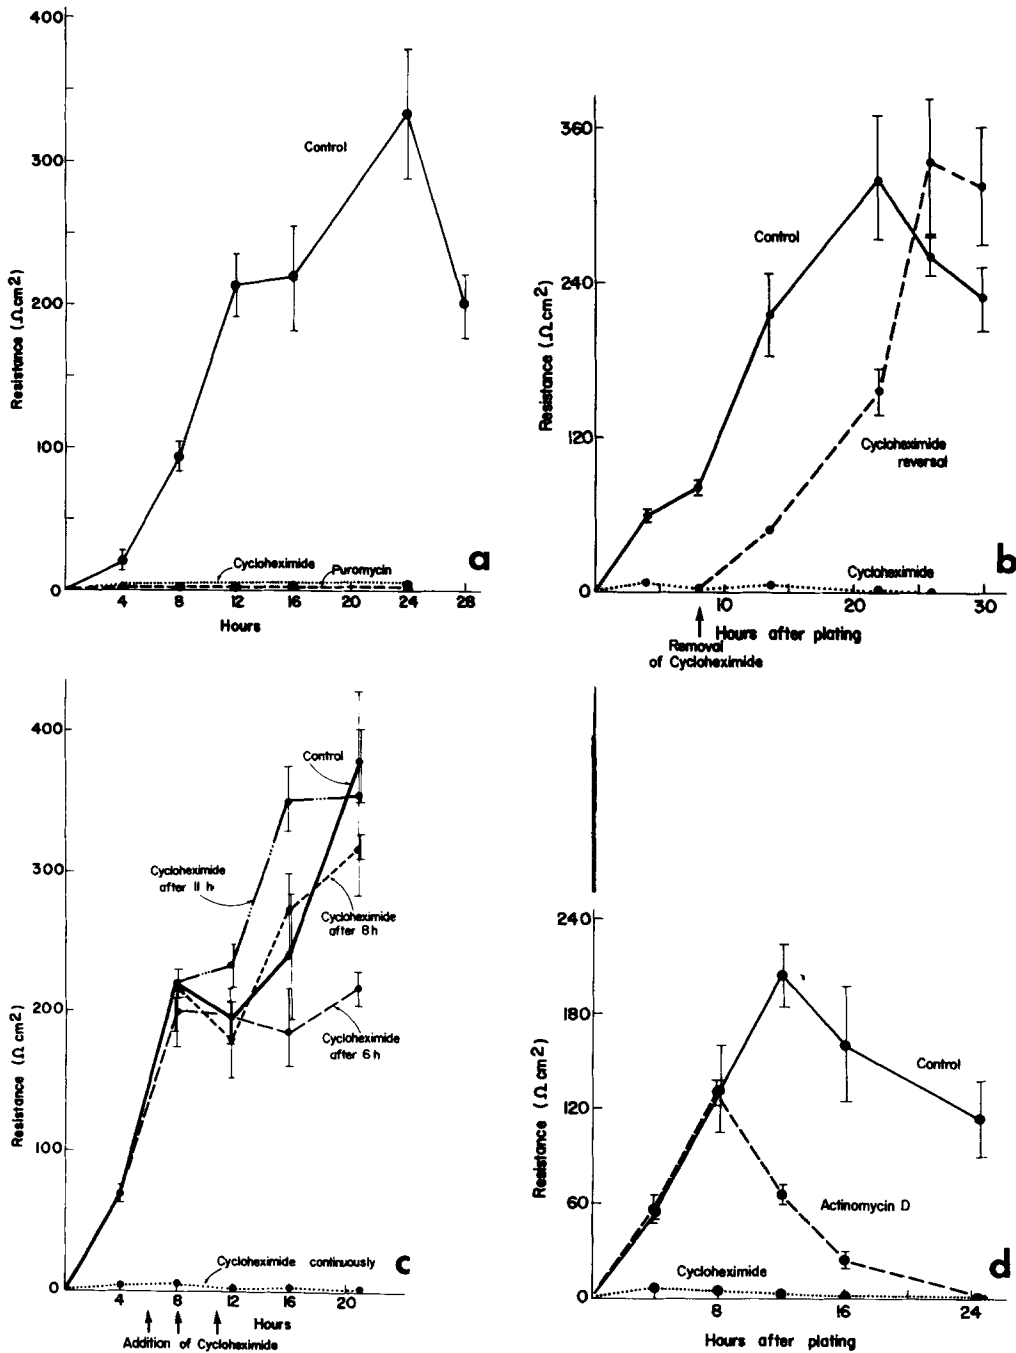 400
300
200
100
0
Resistance (Ω cm2)
Control
Cycloheximide
Puromycin
a
4 8 12 16 20 24 28
Hours
360
240
120
0
Resistance (Ω cm2)
Control
Cycloheximide
reversal
Cycloheximide
b
10 20 30
Hours after plating
Removal
of Cycloheximide
400
300
200
100
0
Resistance (Ω cm2)
Control
Cycloheximide
after 11 h
Cycloheximide
after 8h
Cycloheximide
after 6h
Cycloheximide continuously
c
4 8 12 16 20
Hours
Addition of Cycloheximide
240
180
120
60
0
Resistance (Ω cm2)
Control
Actinomycin D
Cycloheximide
d
8 16 24
Hours after plating